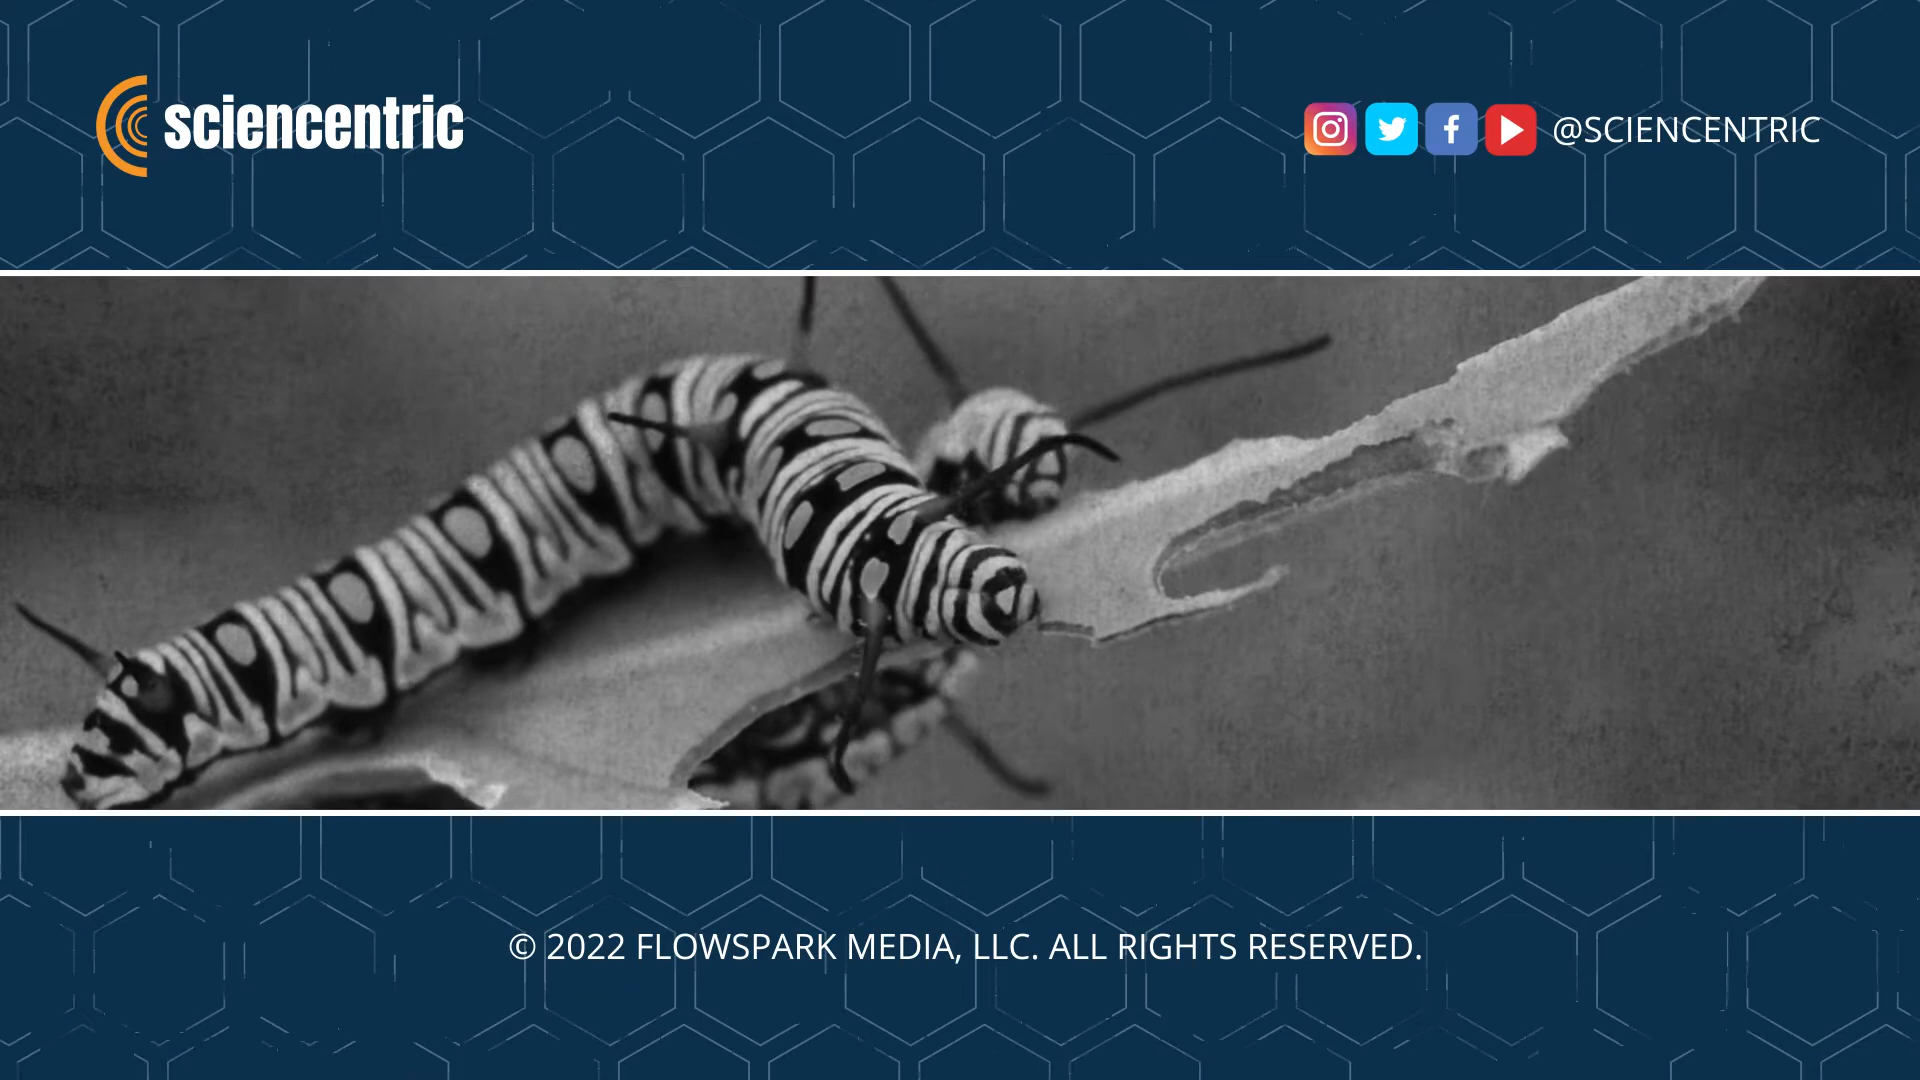 sciencentric
@SCIENCENTRIC
© 2022 FLOWSPARK MEDIA, LLC. ALL RIGHTS RESERVED.